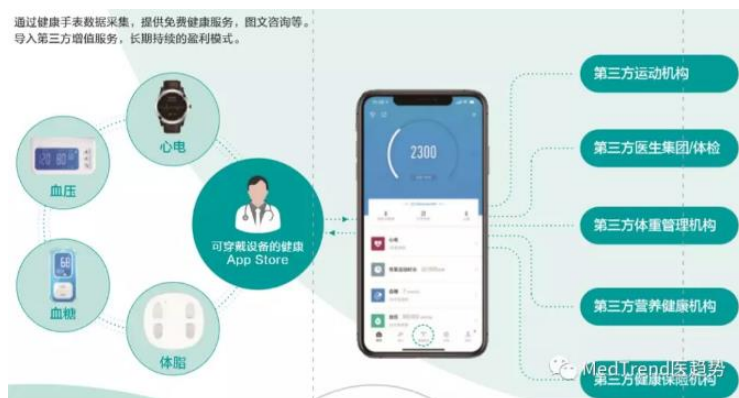 通过健康手表数据采集，提供免费健康服务，图文咨询等。
导入第三方增值服务，长期持续的盈利模式。
心电
血压
血糖
体脂
可穿戴设备的健康
App Store
2300
心电
血糖
第三方运动机构
第三方医生集团/体检
第三方体重管理机构
第三方营养健康机构
第三方健康保险机构
MedTrend医趋势